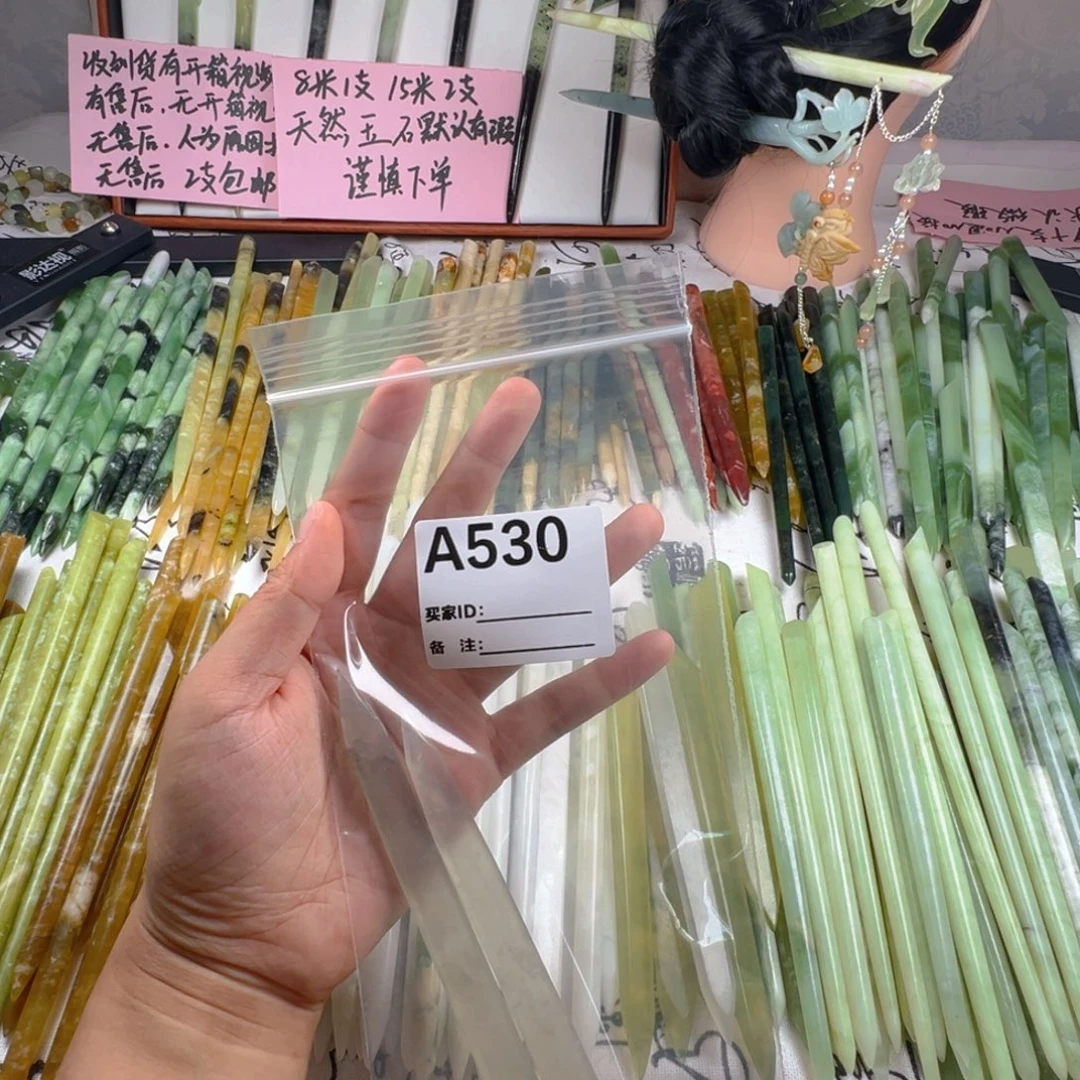 收到货有开箱视频
有售后，无开箱视
无售后，人为原因
无售后 2支包邮
8米1支 15米2支
天然玉石默认有瑕
谨慎下单
A530
买家ID:
备 注: